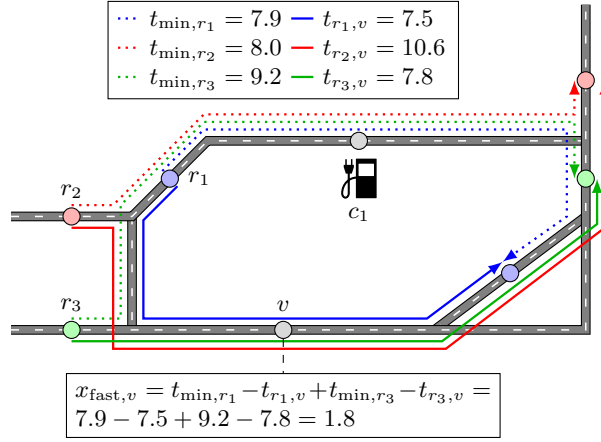 t_{min,r_1} = 7.9 t_{r_1,v} = 7.5
t_{min,r_2} = 8.0 t_{r_2,v} = 10.6
t_{min,r_3} = 9.2 t_{r_3,v} = 7.8
r_1
r_2
c_1
r_3
v
x_{fast,v} = t_{min,r_1} − t_{r_1,v} + t_{min,r_3} − t_{r_3,v} =
7.9 − 7.5 + 9.2 − 7.8 = 1.8